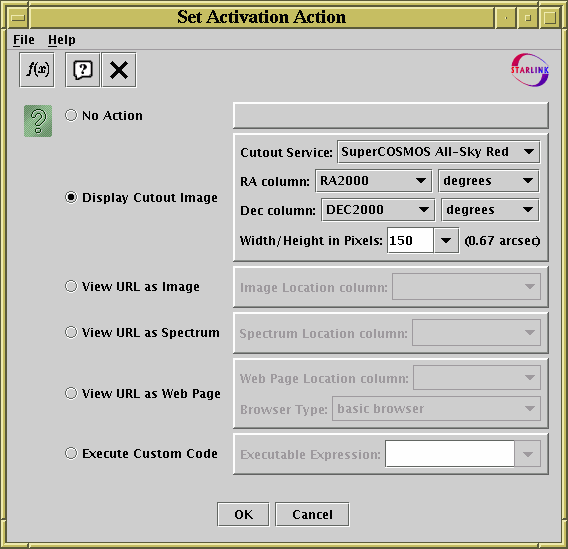 Set Activation Action
File Help
f(x)
?
STARLINK
?
No Action
Cutout Service: SuperCOSMOS All-Sky Red
RA column: RA2000 degrees
Display Cutout Image
Dec column: DEC2000 degrees
Width/Height in Pixels: 150 (0.67 arcsec)
View URL as Image
Image Location column:
View URL as Spectrum
Spectrum Location column:
Web Page Location column:
View URL as Web Page
Browser Type: basic browser
Execute Custom Code
Executable Expression:
OK Cancel